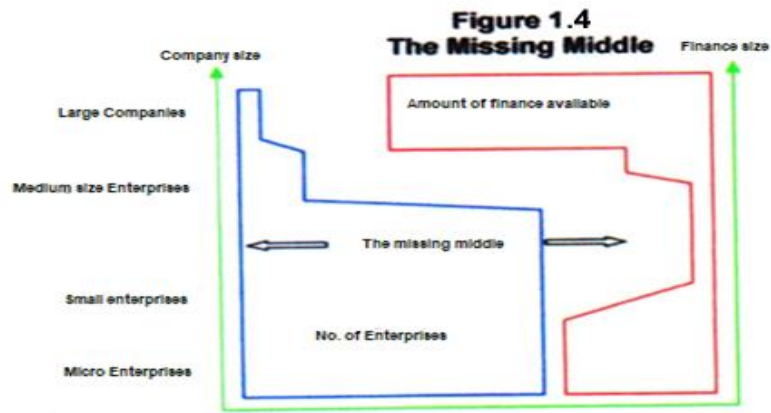 Figure 1.4
The Missing Middle
Company size
Finance size
Large Companies
Amount of finance available
Medium size Enterprises
The missing middle
Small enterprises
No. of Enterprises
Micro Enterprises